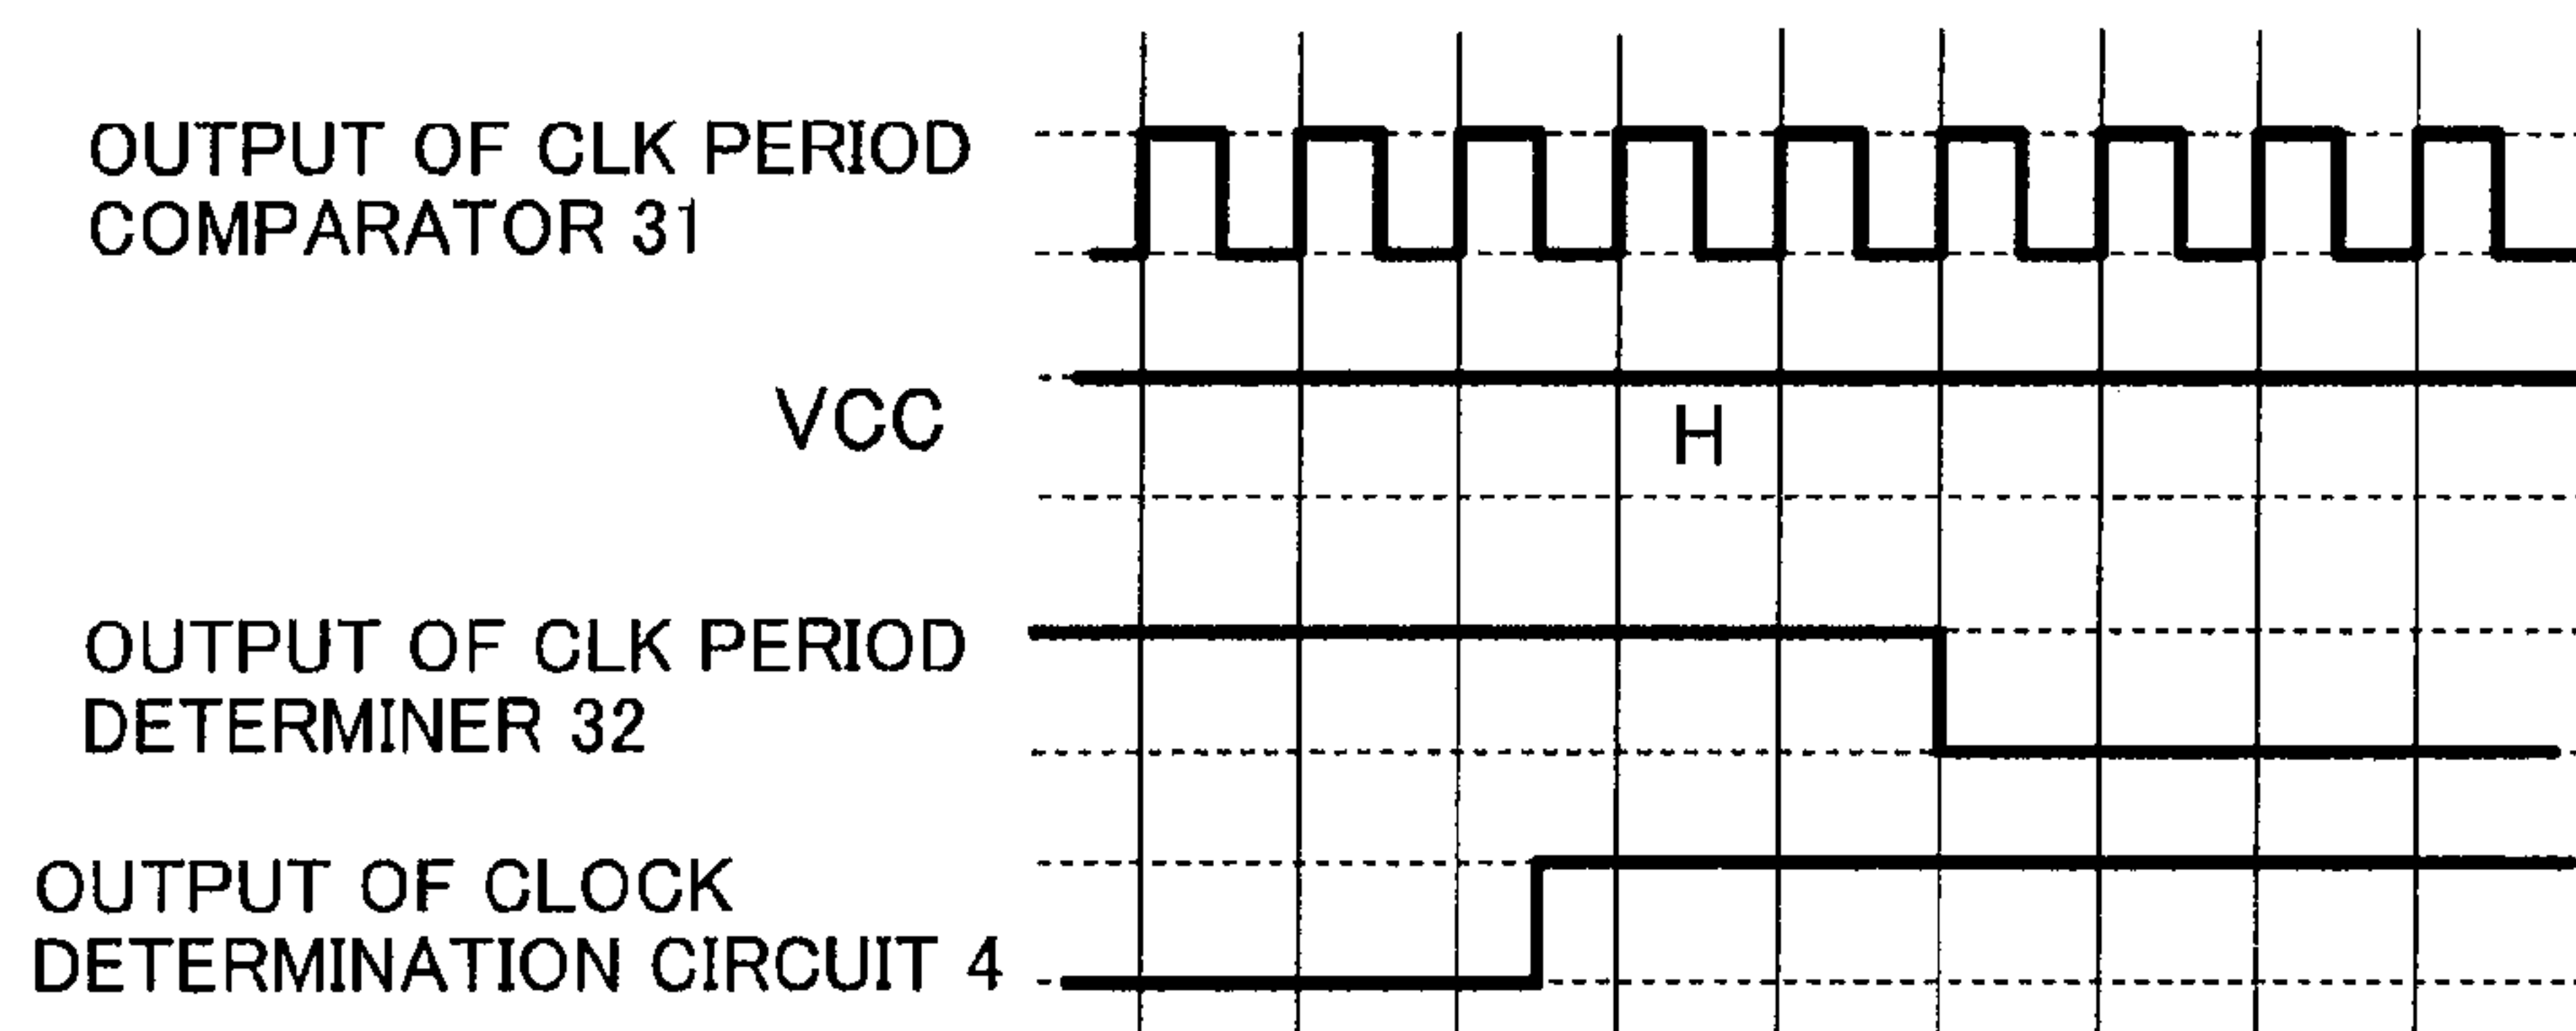 OUTPUT OF CLK PERIOD
COMPARATOR 31
VCC
H
OUTPUT OF CLK PERIOD
DETERMINER 32
OUTPUT OF CLOCK
DETERMINATION CIRCUIT 4